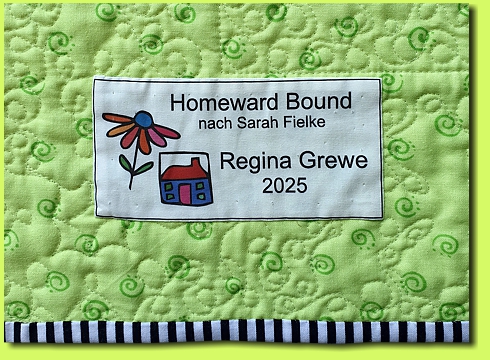 Homeward Bound
nach Sarah Fielke
Regina Grewe
2025